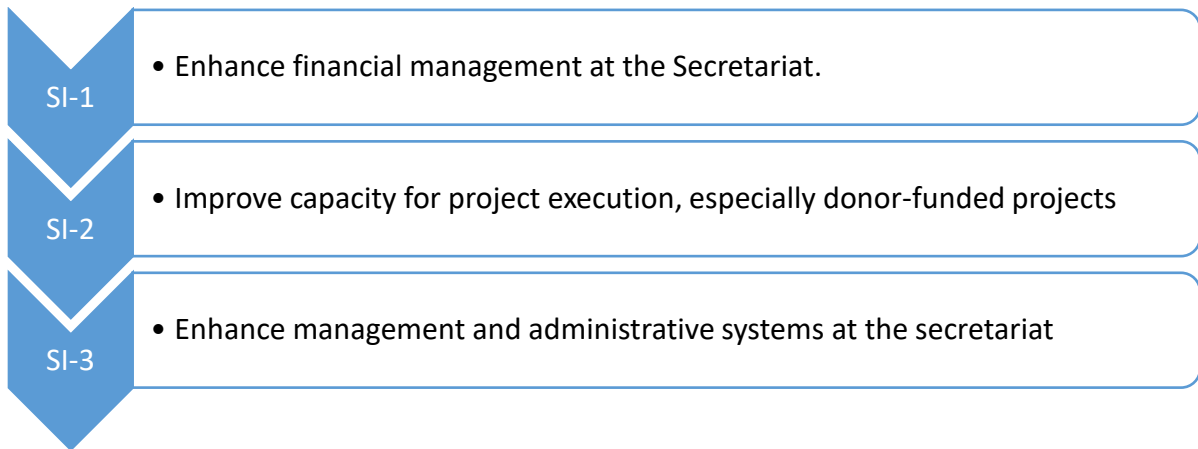 SI-1
• Enhance financial management at the Secretariat.
SI-2
• Improve capacity for project execution, especially donor-funded projects
SI-3
• Enhance management and administrative systems at the secretariat